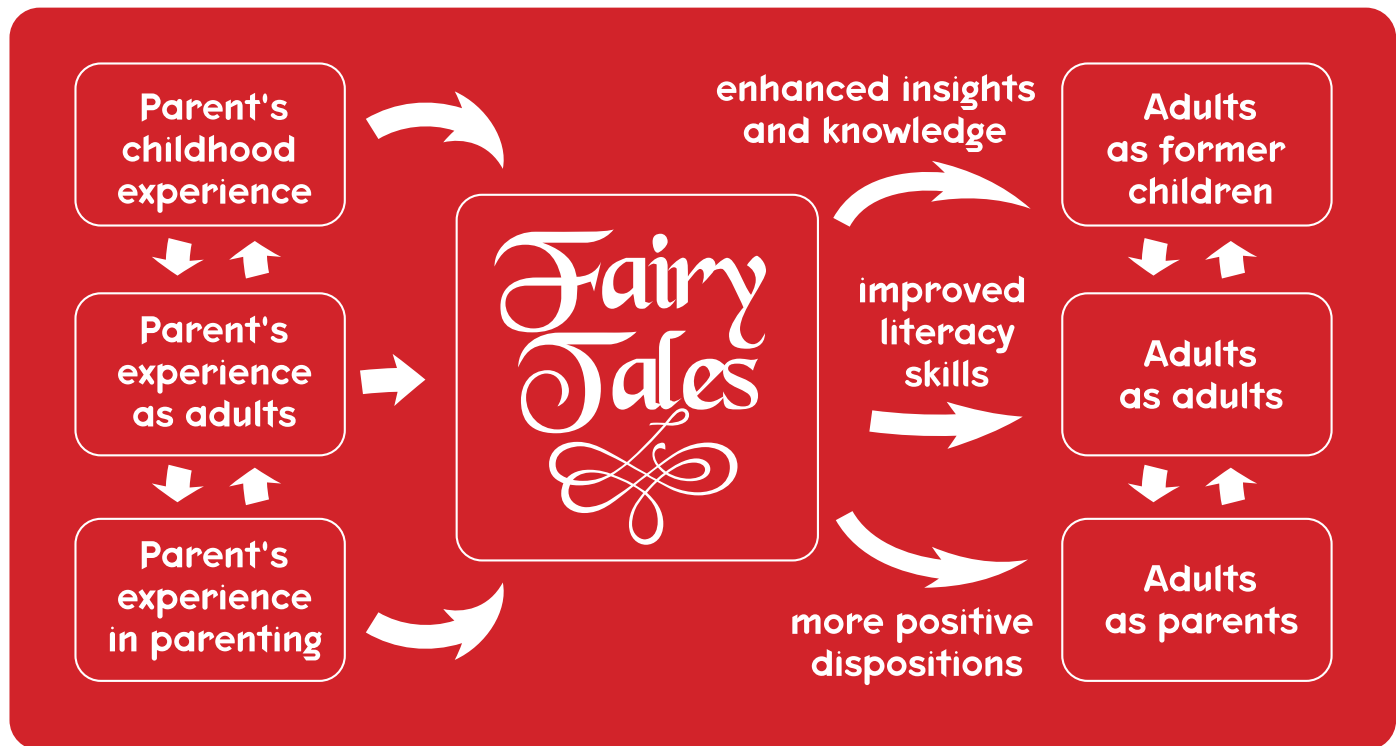 Parent's
childhood
experience
Parent's
experience
as adults
Parent's
experience
in parenting
Fairy
Tales
enhanced insights
and knowledge
improved
literacy
skills
more positive
dispositions
Adults
as former
children
Adults
as adults
Adults
as parents